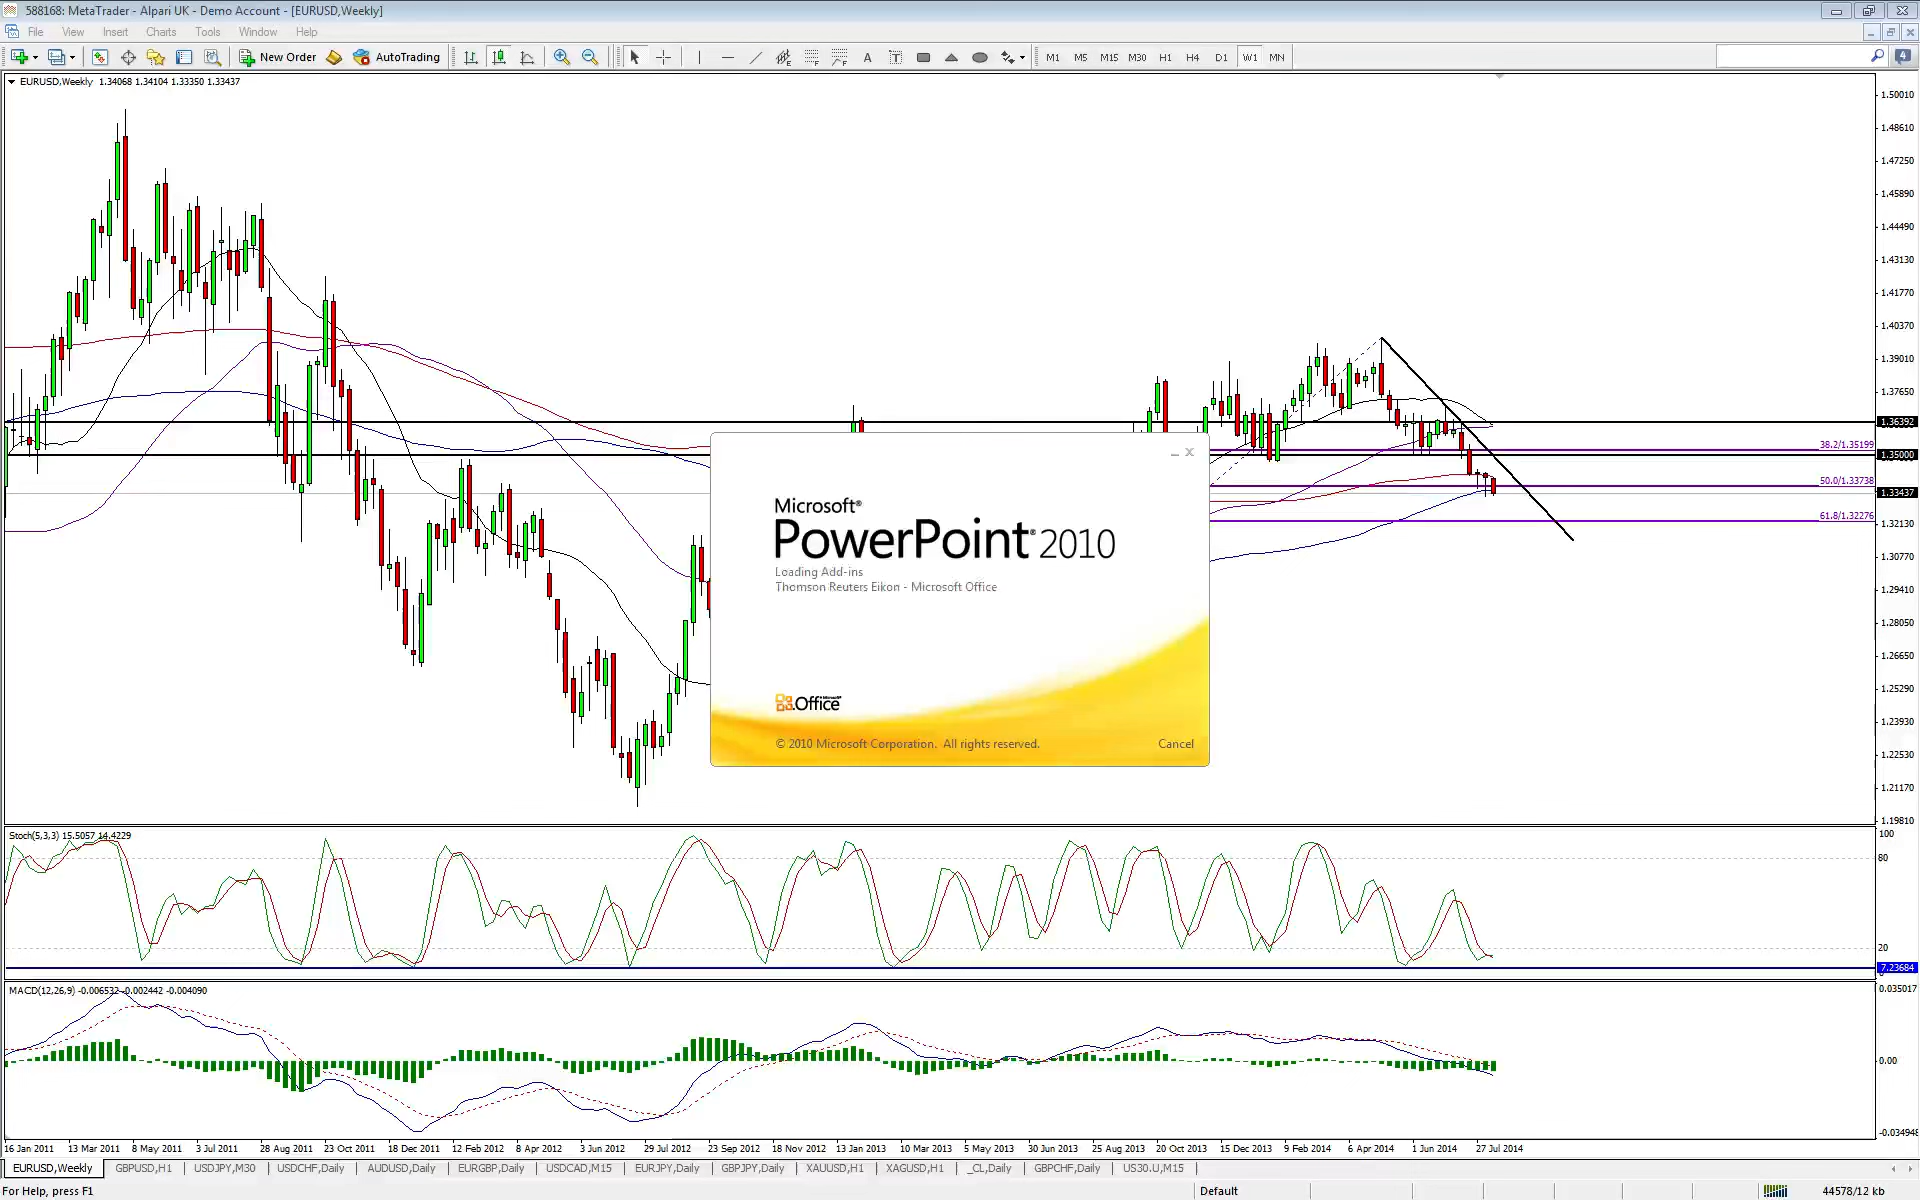 588168: MetaTrader - Alpari UK - Demo Account - [EURUSD,Weekly]
File View Insert Charts Tools Window Help
New Order AutoTrading A T M1 M5 M15 M30 H1 H4 D1 W1 MN 4
EURUSD,Weekly 1.34068 1.34104 1.33350 1.33437
1.50010
1.48610
1.47250
1.45890
1.44490
1.43130
1.41770
1.40370
1.39010
1.37650
1.36392
38.2/1.35199
1.35000
50.0/1.33738
1.33437
61.8/1.32276
1.32130
1.30770
1.29410
1.28050
1.26650
1.25290
1.23930
1.22530
1.21170
1.19810
Microsoft®
PowerPoint® 2010
Loading Add-ins
Thomson Reuters Eikon - Microsoft Office
Microsoft
Office
© 2010 Microsoft Corporation. All rights reserved.
Cancel
Stoch(5,3,3) 15.5057 14.4229
100
80
20
7.23684
0
MACD(12,26,9) -0.006532 -0.002442 -0.004090
0.035017
0.00
-0.034948
16 Jan 2011 13 Mar 2011 8 May 2011 3 Jul 2011 28 Aug 2011 23 Oct 2011 18 Dec 2011 12 Feb 2012 8 Apr 2012 3 Jun 2012 29 Jul 2012 23 Sep 2012 18 Nov 2012 13 Jan 2013 10 Mar 2013 5 May 2013 30 Jun 2013 25 Aug 2013 20 Oct 2013 15 Dec 2013 9 Feb 2014 6 Apr 2014 1 Jun 2014 27 Jul 2014
EURUSD,Weekly GBPUSD,H1 USDJPY,M30 USDCHF,Daily AUDUSD,Daily EURGBP,Daily USDCAD,M15 EURJPY,Daily GBPJPY,Daily XAUUSD,H1 XAGUSD,H1 _CL,Daily GBPCHF,Daily US30.U,M15
For Help, press F1
Default
44578/12 kb